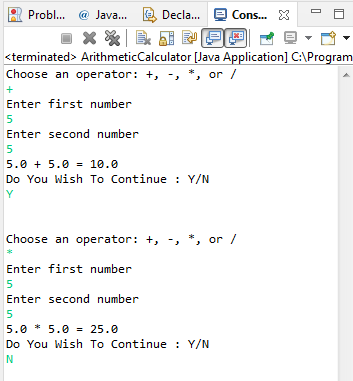 Probl... @ Java... Decla... Cons...
<terminated> ArithmeticCalculator [Java Application] C:\Program
Choose an operator: +, -, *, or /
+
Enter first number
5
Enter second number
5
5.0 + 5.0 = 10.0
Do You Wish To Continue : Y/N
Y
Choose an operator: +, -, *, or /
*
Enter first number
5
Enter second number
5
5.0 * 5.0 = 25.0
Do You Wish To Continue : Y/N
N